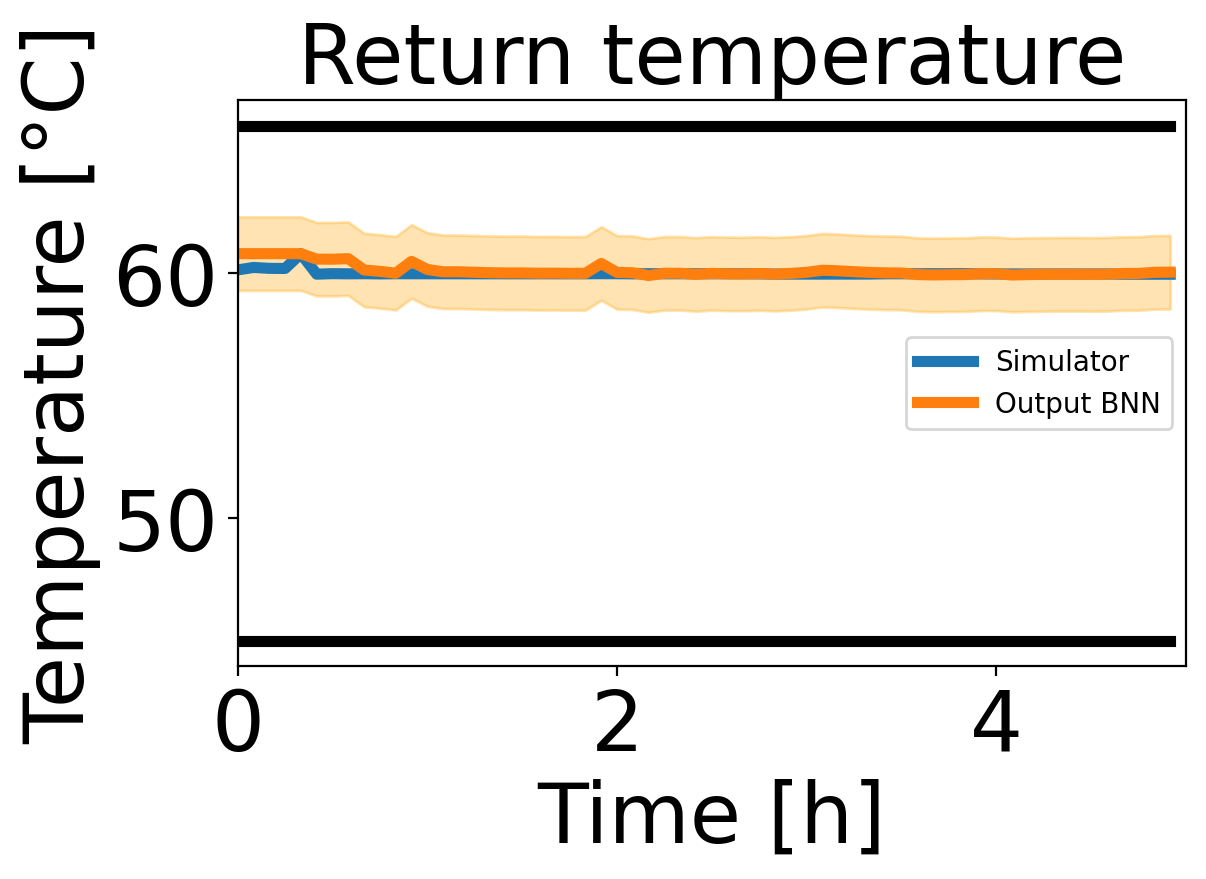 Return temperature
Temperature [°C]
60
50
Simulator
Output BNN
0 2 4
Time [h]